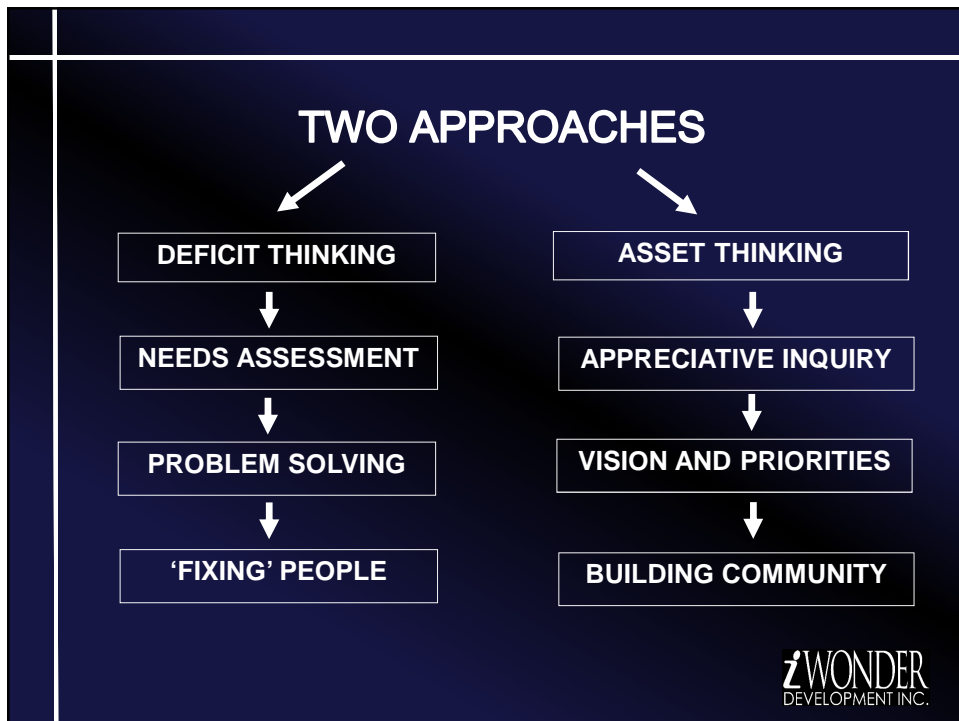 TWO APPROACHES
DEFICIT THINKING
NEEDS ASSESSMENT
PROBLEM SOLVING
‘FIXING’ PEOPLE
ASSET THINKING
APPRECIATIVE INQUIRY
VISION AND PRIORITIES
BUILDING COMMUNITY
iWONDER
DEVELOPMENT INC.